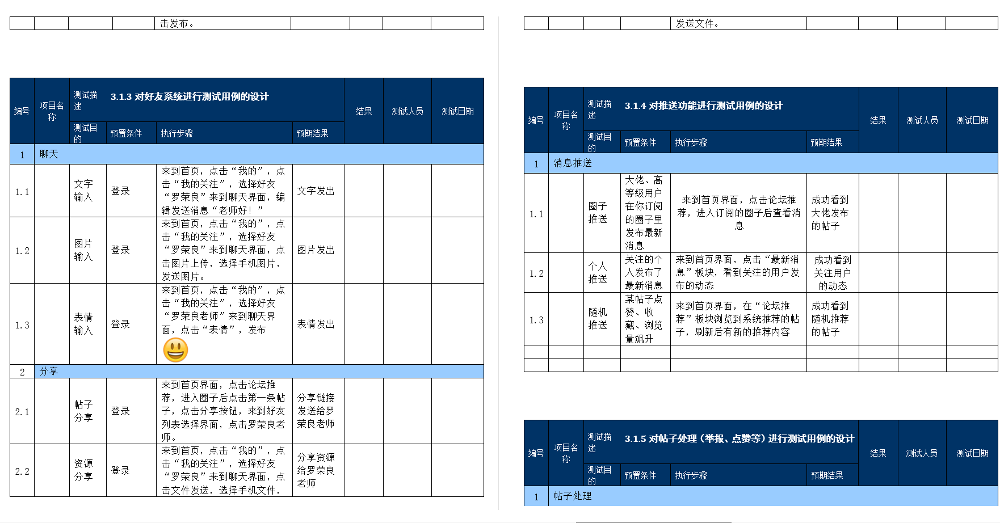 击发布。
编号
项目名
称
测试描
述
3.1.3 对好友系统进行测试用例的设计
结果
测试人员
测试日期
测试目
的
预置条件
执行步骤
预期结果
1
聊天
1.1
文字
输入
登录
来到首页，点击“我的”，点
击“我的关注”，选择好友
“罗荣良”来到聊天界面，编
辑发送消息“老师好！”
文字发出
1.2
图片
输入
登录
来到首页，点击“我的”，点
击“我的关注”，选择好友
“罗荣良”来到聊天界面，点
击图片上传，选择手机图片，
发送图片。
图片发出
1.3
表情
输入
登录
来到首页，点击“我的”，点
击“我的关注”，选择好友
“罗荣良老师”来到聊天界
面，点击“表情”，发布
表情发出
2
分享
2.1
帖子
分享
登录
来到首页界面，点击论坛推
荐，进入圈子后点击第一条帖
子，点击分享按钮，来到好友
列表选择界面，点击罗荣良老
师。
分享链接
发送给罗
荣良老师
2.2
资源
分享
登录
来到首页，点击“我的”，点
击“我的关注”，选择好友
“罗荣良”来到聊天界面，点
击文件发送，选择手机文件，
分享资源
给罗荣良
老师
发送文件。
编号
项目名
称
测试描
述
3.1.4 对推送功能进行测试用例的设计
结果
测试人员
测试日期
测试目
的
预置条件
执行步骤
预期结果
1
消息推送
1.1
圈子
推送
大佬、高
等级用户
在你订阅
的圈子里
发布最新
消息
来到首页界面，点击论坛推
荐，进入订阅的圈子后查看消
息
成功看到
大佬发布
的帖子
1.2
个人
推送
关注的个
人发布了
最新消息
来到首页界面，点击“最新消
息”板块，看到关注的用户发
布的动态
成功看到
关注用户
的动态
1.3
随机
推送
某帖子点
赞、收
藏、浏览
量飙升
来到首页界面，在“论坛推
荐”板块浏览到系统推荐的帖
子，刷新后有新的推荐内容
成功看到
随机推荐
的帖子
编号
项目名
称
测试描
述
3.1.5 对帖子处理（举报、点赞等）进行测试用例的设计
结果
测试人员
测试日期
测试目
的
预置条件
执行步骤
预期结果
1
帖子处理